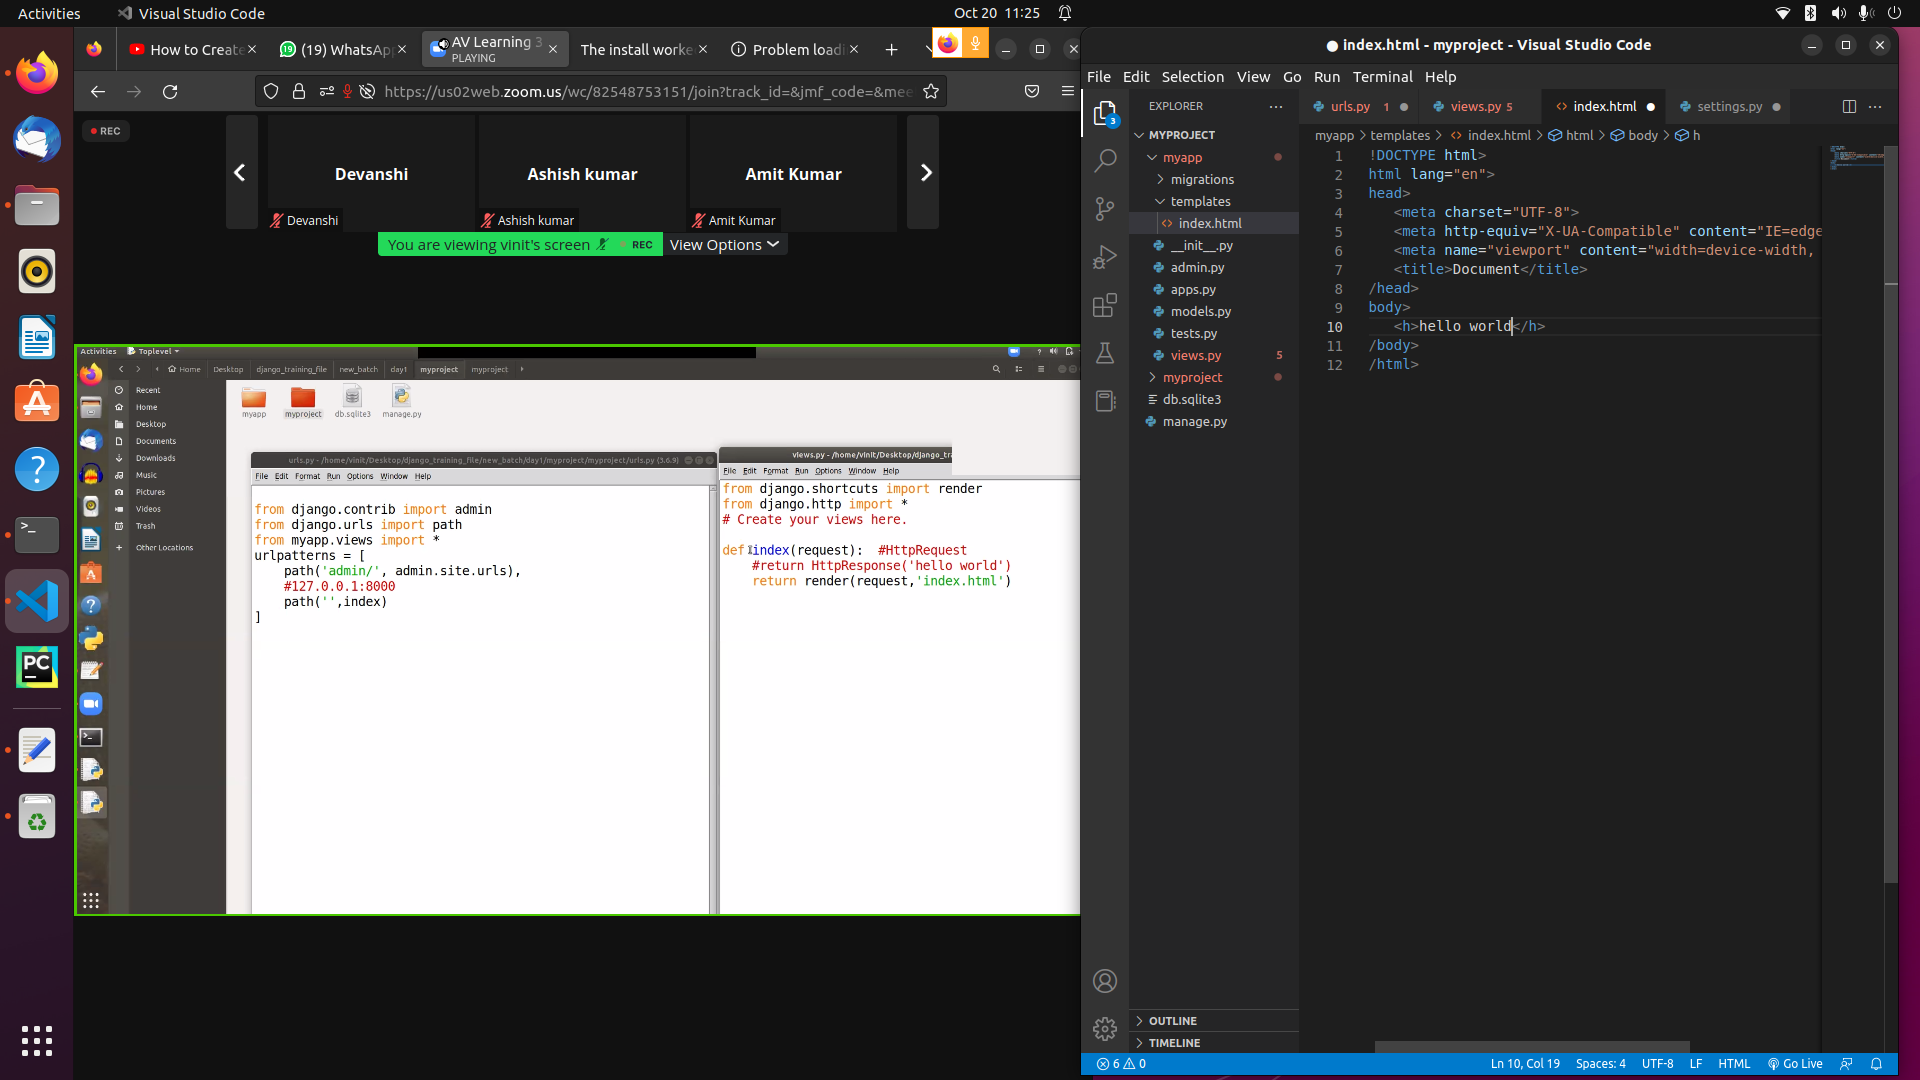 Activities
Visual Studio Code
Oct 20  11:25
How to Create
(19) WhatsApp
AV Learning 3
PLAYING
The install worke
Problem loadi
https://us02web.zoom.us/wc/82548753151/join?track_id=&jmf_code=&mee
REC
Devanshi
Ashish kumar
Amit Kumar
Devanshi
Ashish kumar
Amit Kumar
You are viewing vinit's screen
REC
View Options
Activities
Toplevel
Home
Desktop
django_training_file
new_batch
day1
myproject
myproject
Recent
Home
Desktop
Documents
Downloads
Music
Pictures
Videos
Trash
Other Locations
myapp
myproject
db.sqlite3
manage.py
urls.py - /home/vinit/Desktop/django_training_file/new_batch/day1/myproject/myproject/urls.py (3.6.9)
File Edit Format Run Options Window Help
from django.contrib import admin
from django.urls import path
from myapp.views import *
urlpatterns = [
    path('admin/', admin.site.urls),
    #127.0.0.1:8000
    path('',index)
]
views.py - /home/vinit/Desktop/django_tra
File Edit Format Run Options Window Help
from django.shortcuts import render
from django.http import *
# Create your views here.
def index(request):  #HttpRequest
    #return HttpResponse('hello world')
    return render(request,'index.html')
● index.html - myproject - Visual Studio Code
File Edit Selection View Go Run Terminal Help
3
EXPLORER
MYPROJECT
myapp
migrations
templates
index.html
__init__.py
admin.py
apps.py
models.py
tests.py
views.py 5
myproject
db.sqlite3
manage.py
OUTLINE
TIMELINE
urls.py 1
views.py 5
index.html
settings.py
myapp > templates > index.html > html > body > h
1 !DOCTYPE html>
2 html lang="en">
3 head>
4    <meta charset="UTF-8">
5    <meta http-equiv="X-UA-Compatible" content="IE=edge
6    <meta name="viewport" content="width=device-width,
7    <title>Document</title>
8 /head>
9 body>
10    <h>hello world</h>
11 /body>
12 /html>
6 0
Ln 10, Col 19
Spaces: 4
UTF-8
LF
HTML
Go Live
PC